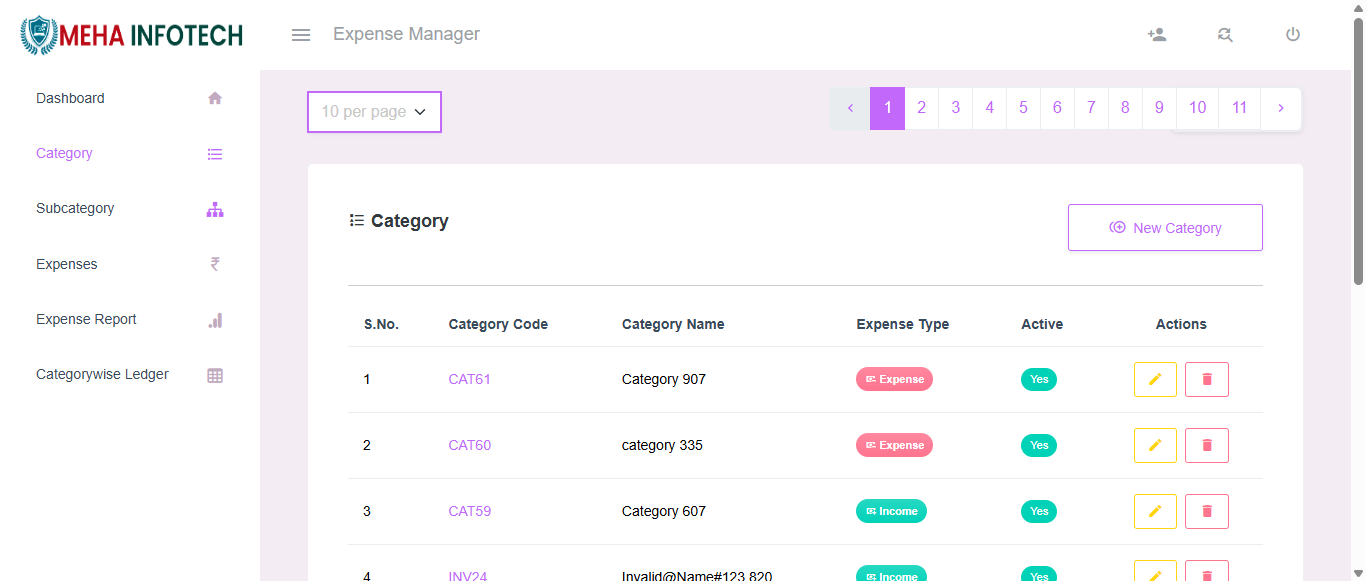 MEHA INFOTECH
Expense Manager
Dashboard
Category
Subcategory
Expenses
Expense Report
Categorywise Ledger
10 per page
1 2 3 4 5 6 7 8 9 10 11
Category
New Category
S.No. Category Code Category Name Expense Type Active Actions
1 CAT61 Category 907 Expense Yes
2 CAT60 category 335 Expense Yes
3 CAT59 Category 607 Income Yes
4 INV24 Invalid@Name#123 820 Income Yes